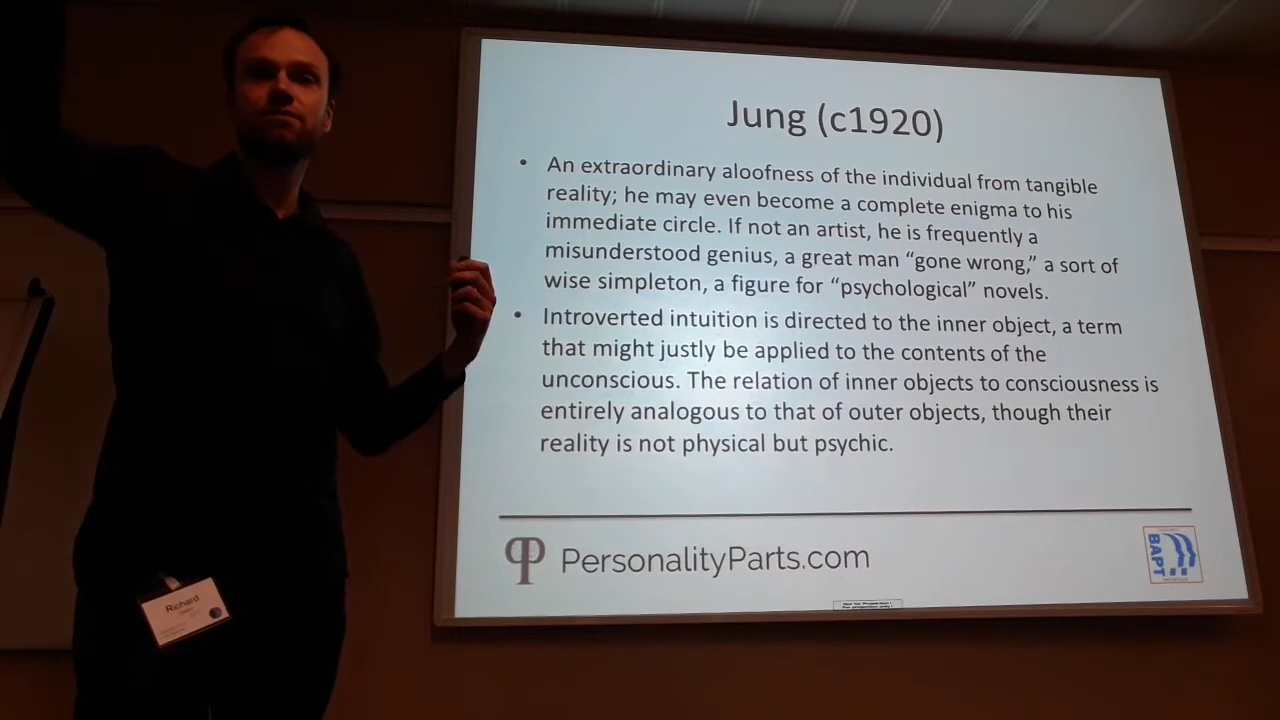 Jung (c1920)
• An extraordinary aloofness of the individual from tangible
reality; he may even become a complete enigma to his
immediate circle. If not an artist, he is frequently a
misunderstood genius, a great man “gone wrong,” a sort of
wise simpleton, a figure for “psychological” novels.
• Introverted intuition is directed to the inner object, a term
that might justly be applied to the contents of the
unconscious. The relation of inner objects to consciousness is
entirely analogous to that of outer objects, though their
reality is not physical but psychic.
PersonalityParts.com
BAPT
Richard